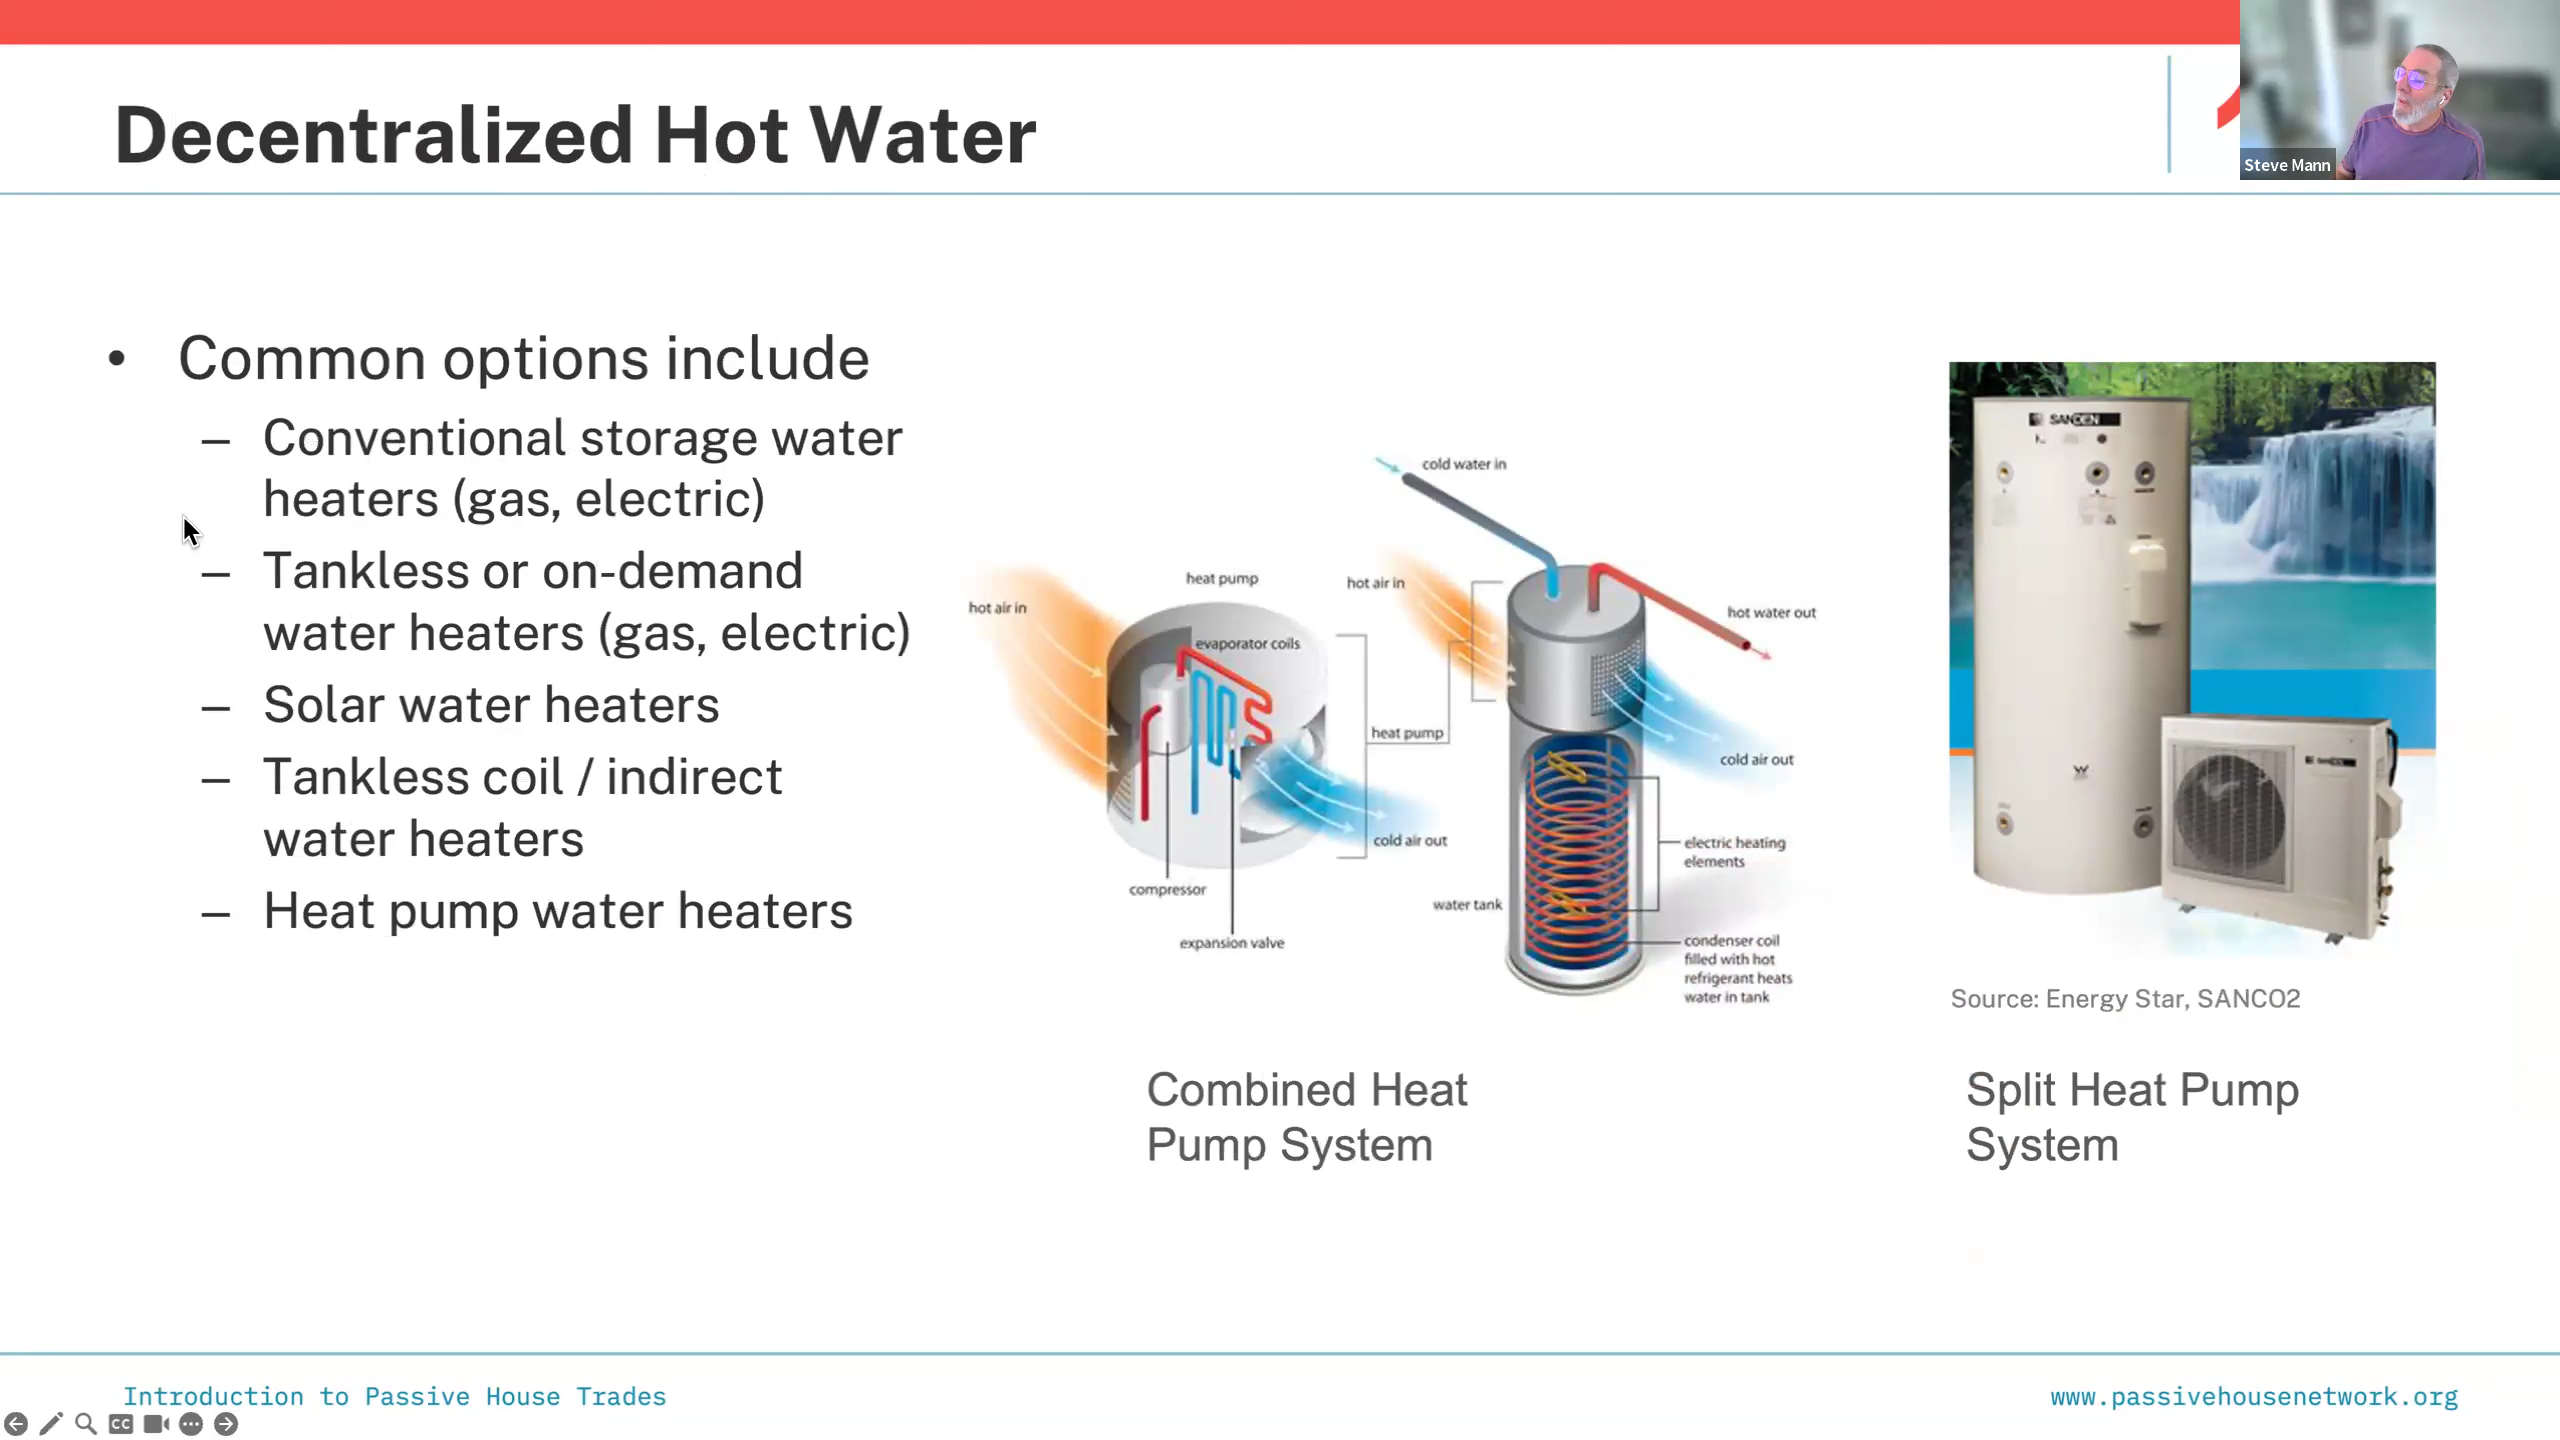 Decentralized Hot Water
Steve Mann
• Common options include
– Conventional storage water
heaters (gas, electric)
– Tankless or on-demand
water heaters (gas, electric)
– Solar water heaters
– Tankless coil / indirect
water heaters
– Heat pump water heaters
cold water in
heat pump
hot air in
hot air in
hot water out
evaporator coils
heat pump
cold air out
cold air out
electric heating
elements
compressor
water tank
expansion valve
condenser coil
filled with hot
refrigerant heats
water in tank
SANDEN
Source: Energy Star, SANCO2
Combined Heat
Pump System
Split Heat Pump
System
Introduction to Passive House Trades
www.passivehousenetwork.org
CC